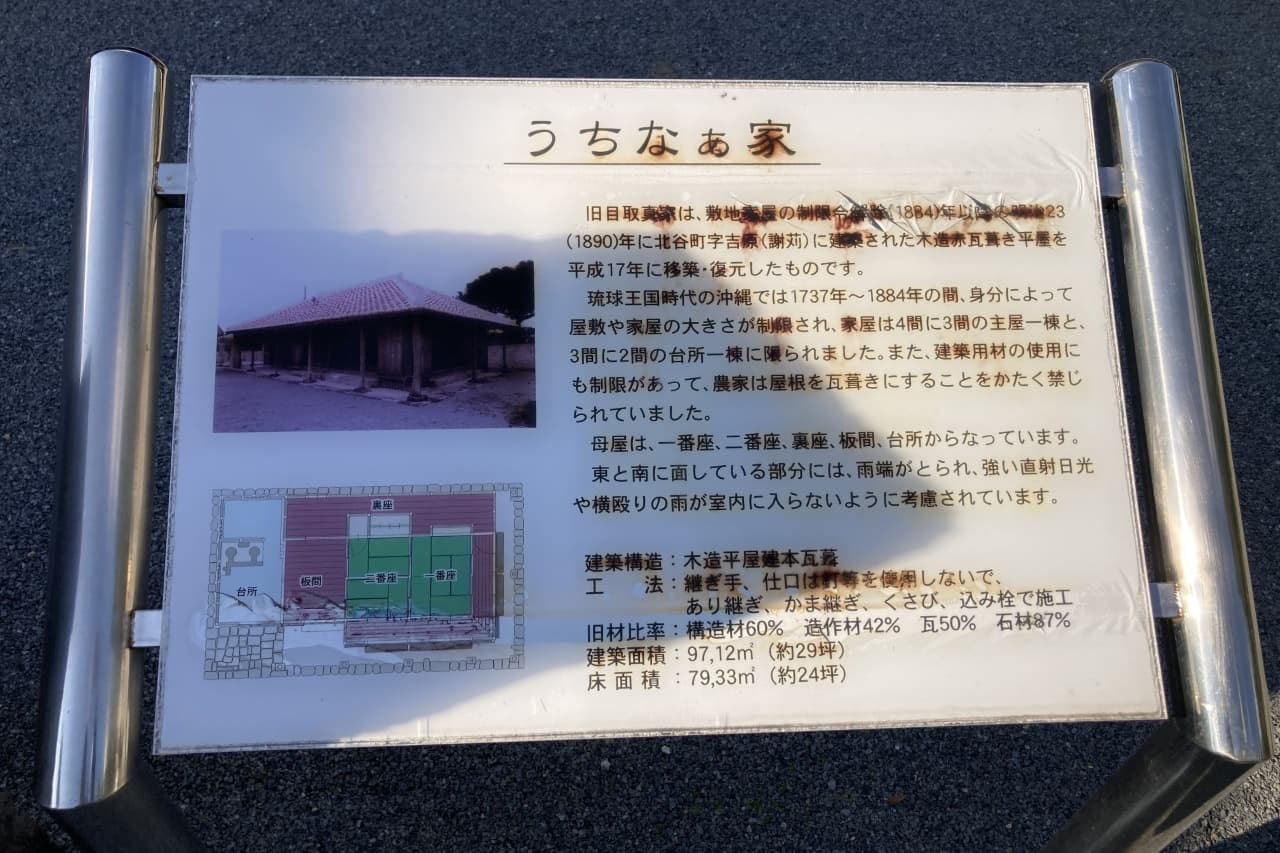 うちなぁ家
旧目取真家は、敷地家屋の制限令解除(1884)年以降の明治23
(1890)年に北谷町字吉原(謝苅)に建築された木造赤瓦葺き平屋を
平成17年に移築・復元したものです。
琉球王国時代の沖縄では1737年～1884年の間、身分によって
屋敷や家屋の大きさが制限され、家屋は4間に3間の主屋一棟と、
3間に2間の台所一棟に限られました。また、建築用材の使用に
も制限があって、農家は屋根を瓦葺きにすることをかたく禁じ
られていました。
母屋は、一番座、二番座、裏座、板間、台所からなっています。
東と南に面している部分には、雨端がとられ、強い直射日光
や横殴りの雨が室内に入らないように考慮されています。
裏座
台所
板間
二番座
一番座
建築構造：木造平屋建本瓦葺
工　　法：継ぎ手、仕口は釘等を使用しないで、
あり継ぎ、かま継ぎ、くさび、込み栓で施工
旧材比率：構造材60%　造作材42%　瓦50%　石材87%
建築面積：97,12㎡（約29坪）
床面積：79,33㎡（約24坪）